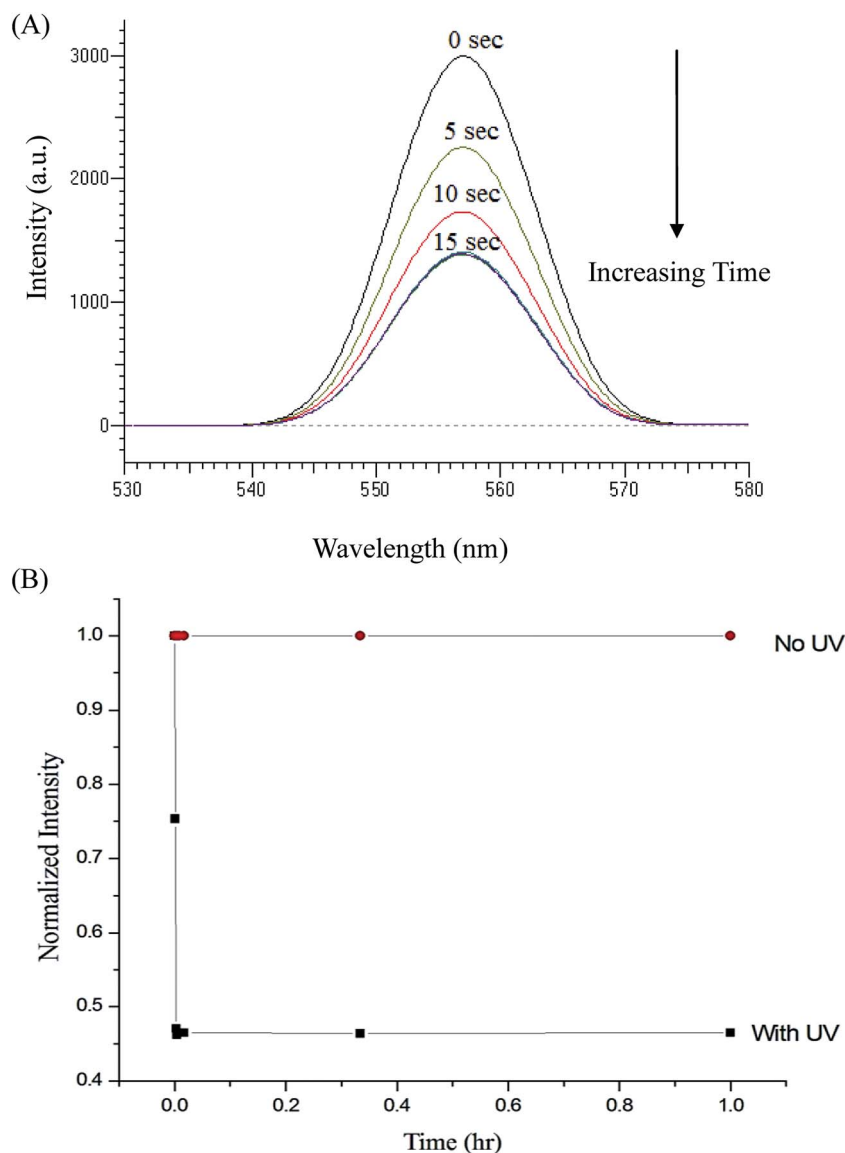 (A)
3000
2000
1000
0
Intensity (a.u.)
0 sec
5 sec
10 sec
15 sec
Increasing Time
530 540 550 560 570 580
Wavelength (nm)
(B)
1.0
0.9
0.8
0.7
0.6
0.5
0.4
Normalized Intensity
No UV
With UV
0.0 0.2 0.4 0.6 0.8 1.0
Time (hr)